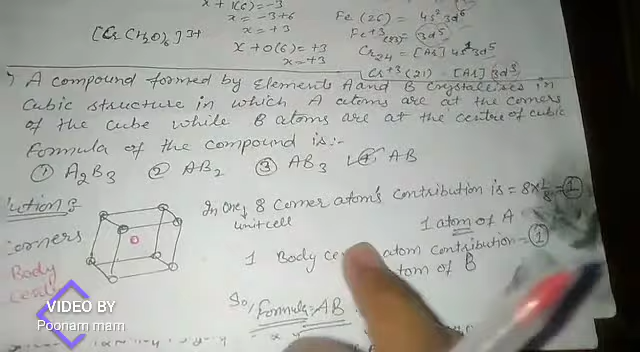 x + 1(6) = -3
x = -3+6
x = +3
[Cr(H2O)6]3+
x + 0(6) = +3
x = +3
Fe (26) = 4s2 3d6
Fe+3 (23) = 3d5
Cr24 = [Ar] 4s1 3d5
Cr+3 (21) = [Ar] 3d3
A compound formed by Elements A and B crystallises in
Cubic structure in which A atoms are at the corners
of the cube while B atoms are at the centre of cubic
formula of the compound is:-
① A2B3 ② AB2 ③ AB3 ④ AB
In one 8 corner atom's contribution is = 8x1/8 = ①
unit cell
1 atom of A
corners
Body
1 Body atom contribution = ①
atom of B
So, Formula = AB
VIDEO BY
Poonam mam